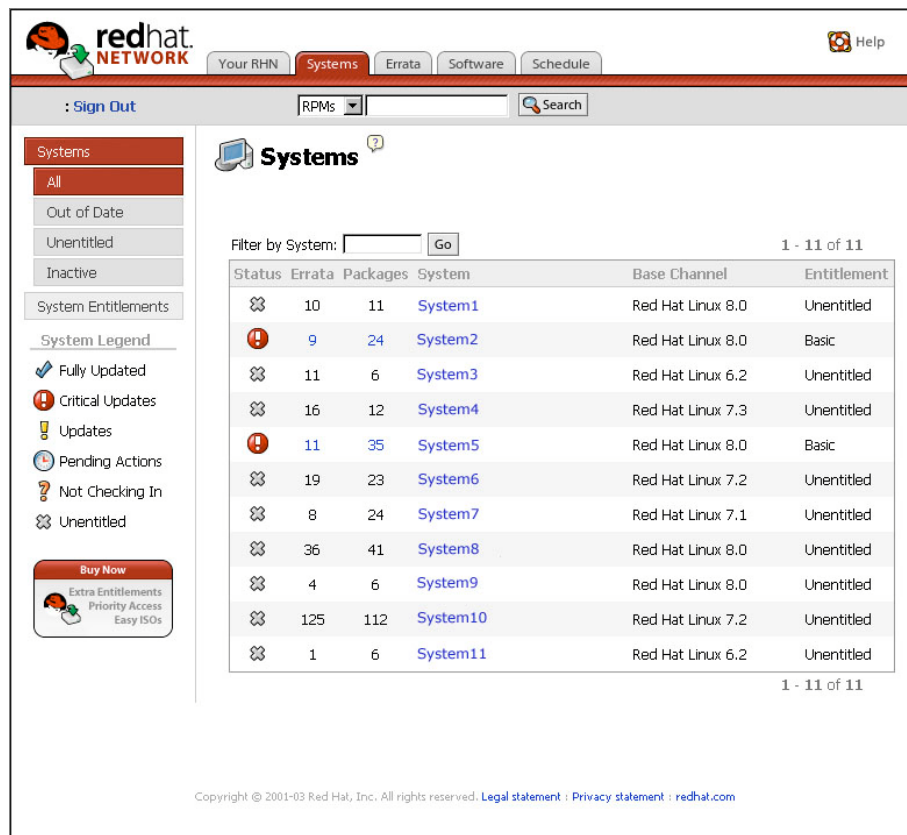 redhat.
NETWORK
Your RHN Systems Errata Software Schedule
Help
: Sign Out RPMs Search
Systems
All
Out of Date
Unentitled
Inactive
System Entitlements
System Legend
Fully Updated
Critical Updates
Updates
Pending Actions
Not Checking In
Unentitled
Buy Now
Extra Entitlements
Priority Access
Easy ISOs
Systems ?
Filter by System: Go 1 - 11 of 11
Status Errata Packages System Base Channel Entitlement
10 11 System1 Red Hat Linux 8.0 Unentitled
9 24 System2 Red Hat Linux 8.0 Basic
11 6 System3 Red Hat Linux 6.2 Unentitled
16 12 System4 Red Hat Linux 7.3 Unentitled
11 35 System5 Red Hat Linux 8.0 Basic
19 23 System6 Red Hat Linux 7.2 Unentitled
8 24 System7 Red Hat Linux 7.1 Unentitled
36 41 System8 Red Hat Linux 8.0 Unentitled
4 6 System9 Red Hat Linux 8.0 Unentitled
125 112 System10 Red Hat Linux 7.2 Unentitled
1 6 System11 Red Hat Linux 6.2 Unentitled
1 - 11 of 11
Copyright © 2001-03 Red Hat, Inc. All rights reserved. Legal statement : Privacy statement : redhat.com